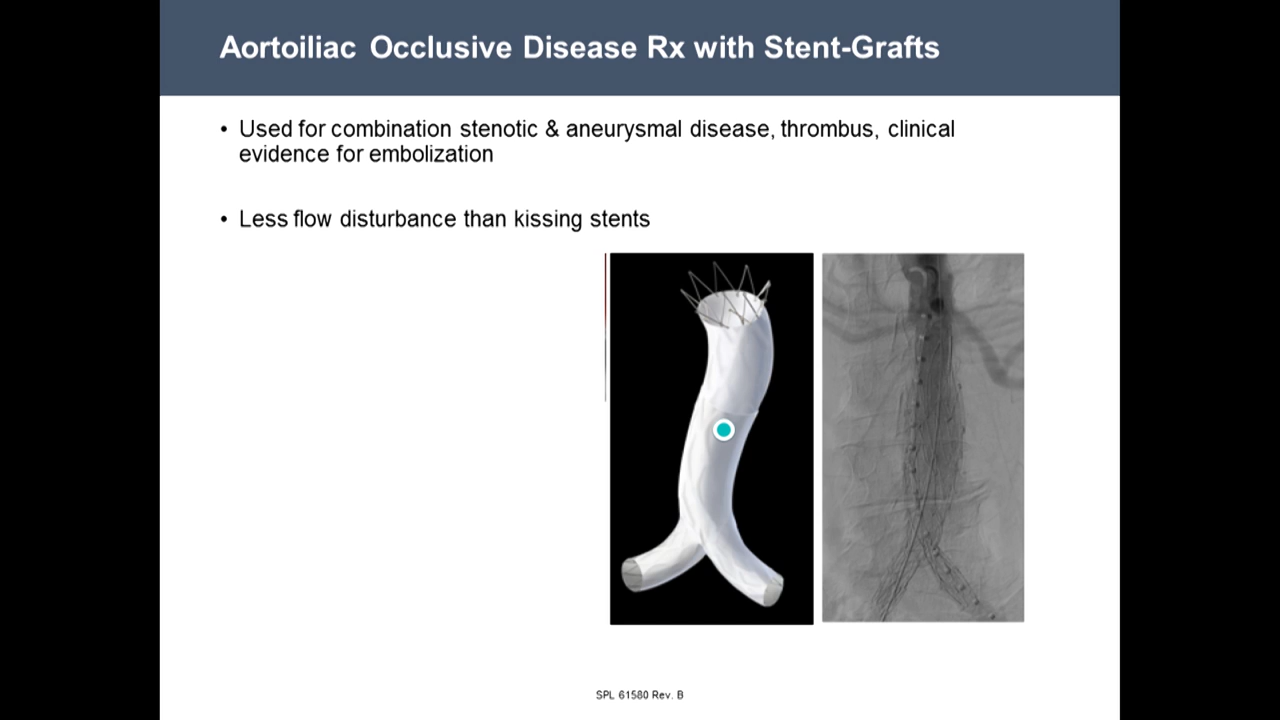 Aortoiliac Occlusive Disease Rx with Stent-Grafts
• Used for combination stenotic & aneurysmal disease, thrombus, clinical
evidence for embolization
• Less flow disturbance than kissing stents
SPL 61580 Rev. B